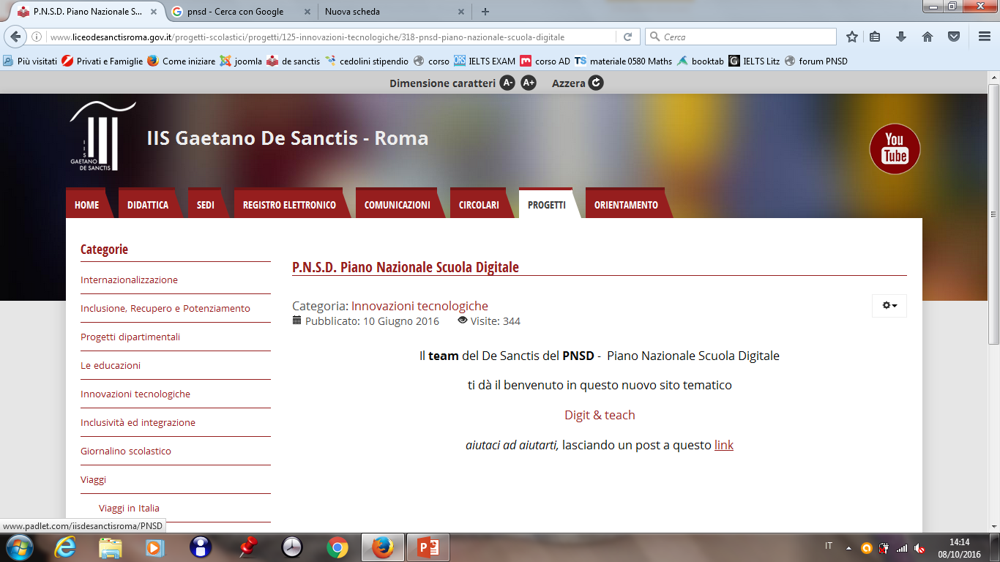 P.N.S.D. Piano Nazionale S...
pnsd - Cerca con Google
Nuova scheda
www.liceodesanctisroma.gov.it/progetti-scolastici/progetti/125-innovazioni-tecnologiche/318-pnsd-piano-nazionale-scuola-digitale
Cerca
Più visitati Privati e Famiglie Come iniziare joomla de sanctis cedolini stipendio corso IELTS EXAM corso AD materiale 0580 Maths booktab IELTS Litz forum PNSD
Dimensione caratteri A- A+ Azzera
IIS
GAETANO
DE SANCTIS
IIS Gaetano De Sanctis - Roma
You
Tube
HOME DIDATTICA SEDI REGISTRO ELETTRONICO COMUNICAZIONI CIRCOLARI PROGETTI ORIENTAMENTO
Categorie
Internazionalizzazione
Inclusione, Recupero e Potenziamento
Progetti dipartimentali
Le educazioni
Innovazioni tecnologiche
Inclusività ed integrazione
Giornalino scolastico
Viaggi
Viaggi in Italia
P.N.S.D. Piano Nazionale Scuola Digitale
Categoria: Innovazioni tecnologiche
Pubblicato: 10 Giugno 2016 Visite: 344
Il team del De Sanctis del PNSD - Piano Nazionale Scuola Digitale
ti dà il benvenuto in questo nuovo sito tematico
Digit & teach
aiutaci ad aiutarti, lasciando un post a questo link
www.padlet.com/iisdesanctisroma/PNSD
IT
14:14
08/10/2016